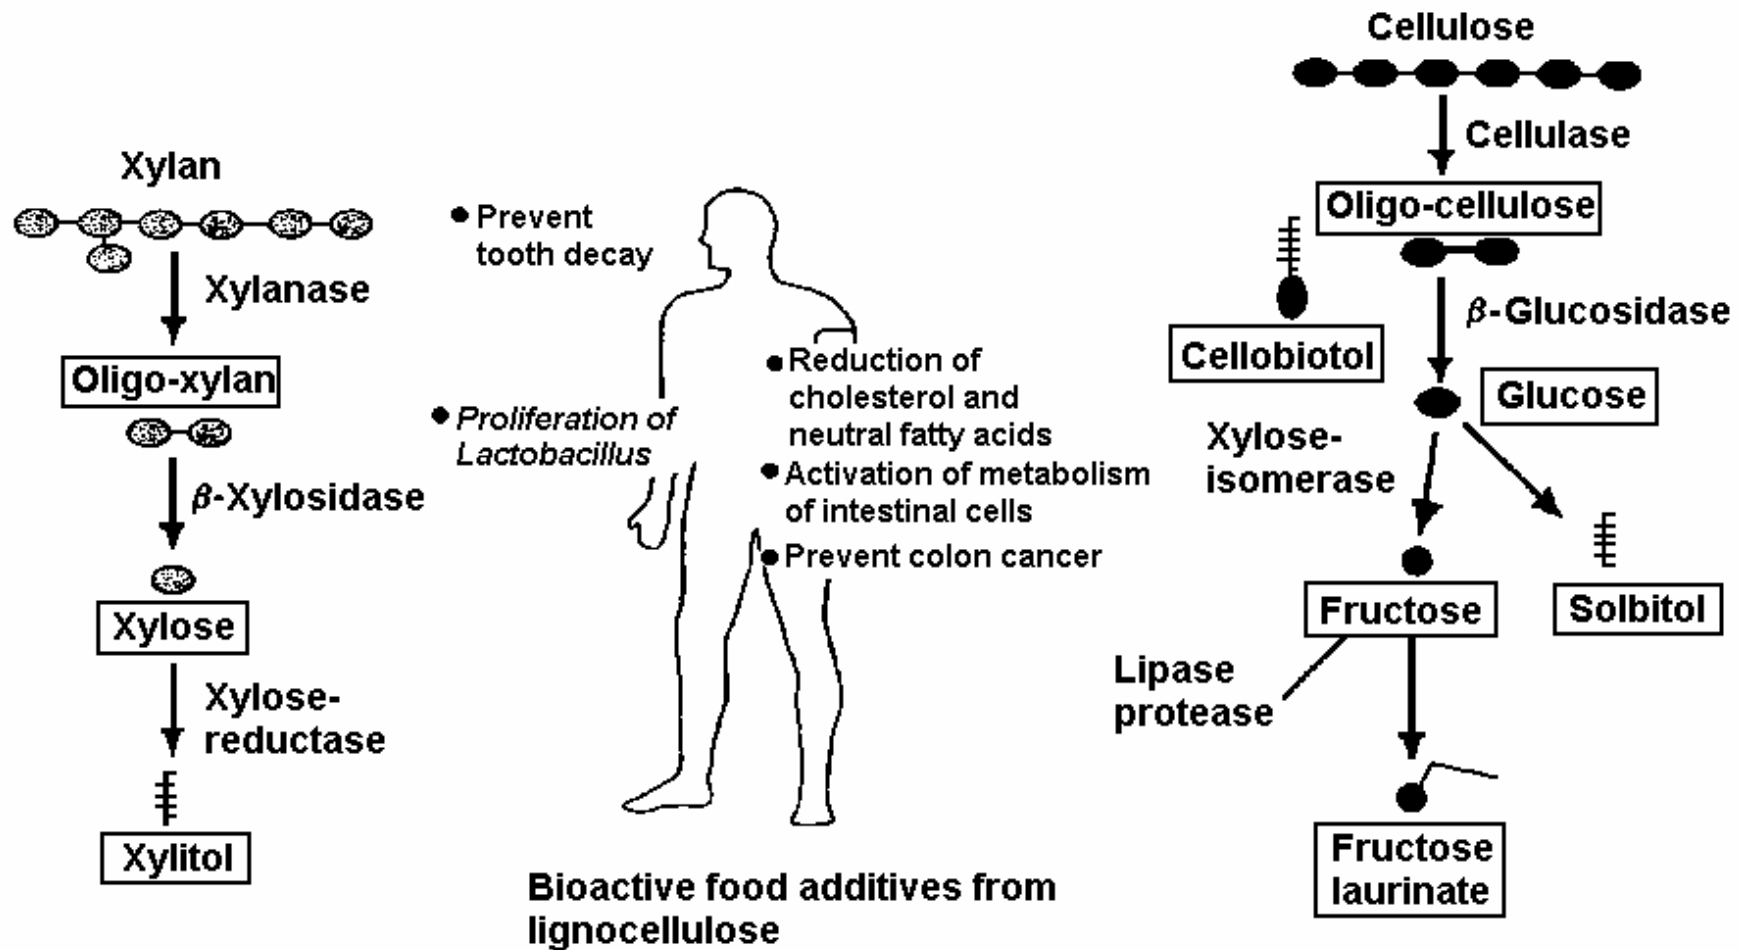 Xylan
Xylanase
Oligo-xylan
β-Xylosidase
Xylose
Xylose-
reductase
Xylitol
● Prevent
tooth decay
● Proliferation of
Lactobacillus
● Reduction of
cholesterol and
neutral fatty acids
● Activation of metabolism
of intestinal cells
● Prevent colon cancer
Bioactive food additives from
lignocellulose
Cellulose
Cellulase
Oligo-cellulose
Cellobiotol
β-Glucosidase
Glucose
Xylose-
isomerase
Fructose
Solbitol
Lipase
protease
Fructose
laurinate